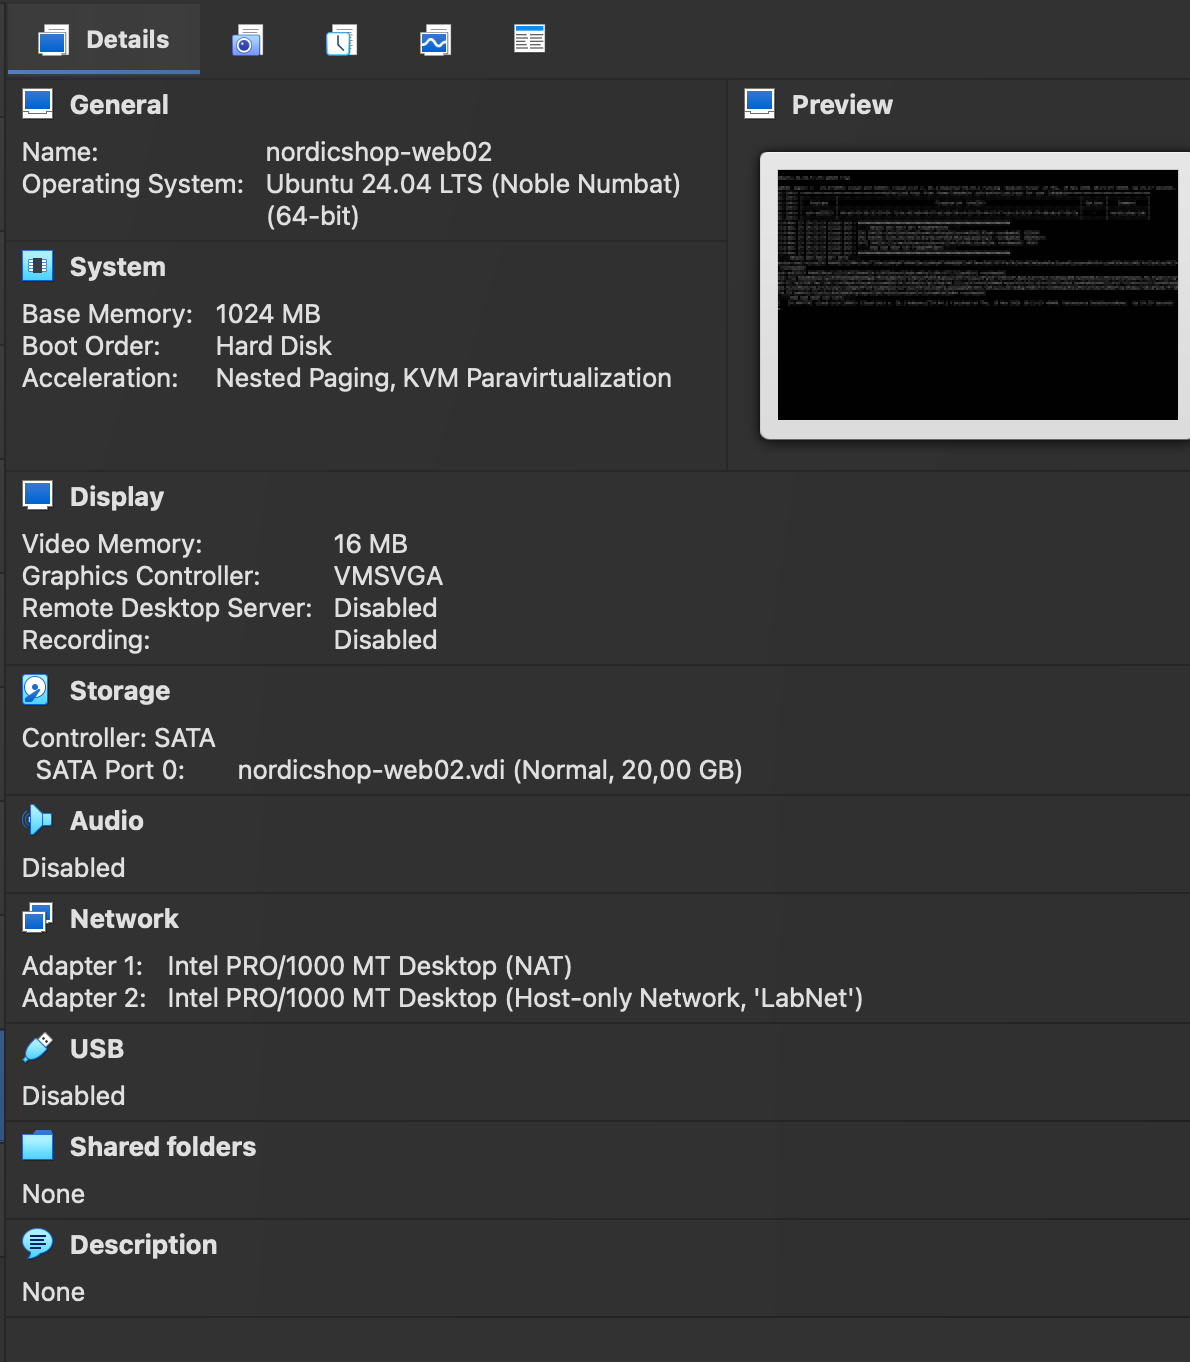 Details
General
Name: nordicshop-web02
Operating System: Ubuntu 24.04 LTS (Noble Numbat)
(64-bit)
Preview
System
Base Memory: 1024 MB
Boot Order: Hard Disk
Acceleration: Nested Paging, KVM Paravirtualization
Display
Video Memory: 16 MB
Graphics Controller: VMSVGA
Remote Desktop Server: Disabled
Recording: Disabled
Storage
Controller: SATA
SATA Port 0: nordicshop-web02.vdi (Normal, 20,00 GB)
Audio
Disabled
Network
Adapter 1: Intel PRO/1000 MT Desktop (NAT)
Adapter 2: Intel PRO/1000 MT Desktop (Host-only Network, 'LabNet')
USB
Disabled
Shared folders
None
Description
None